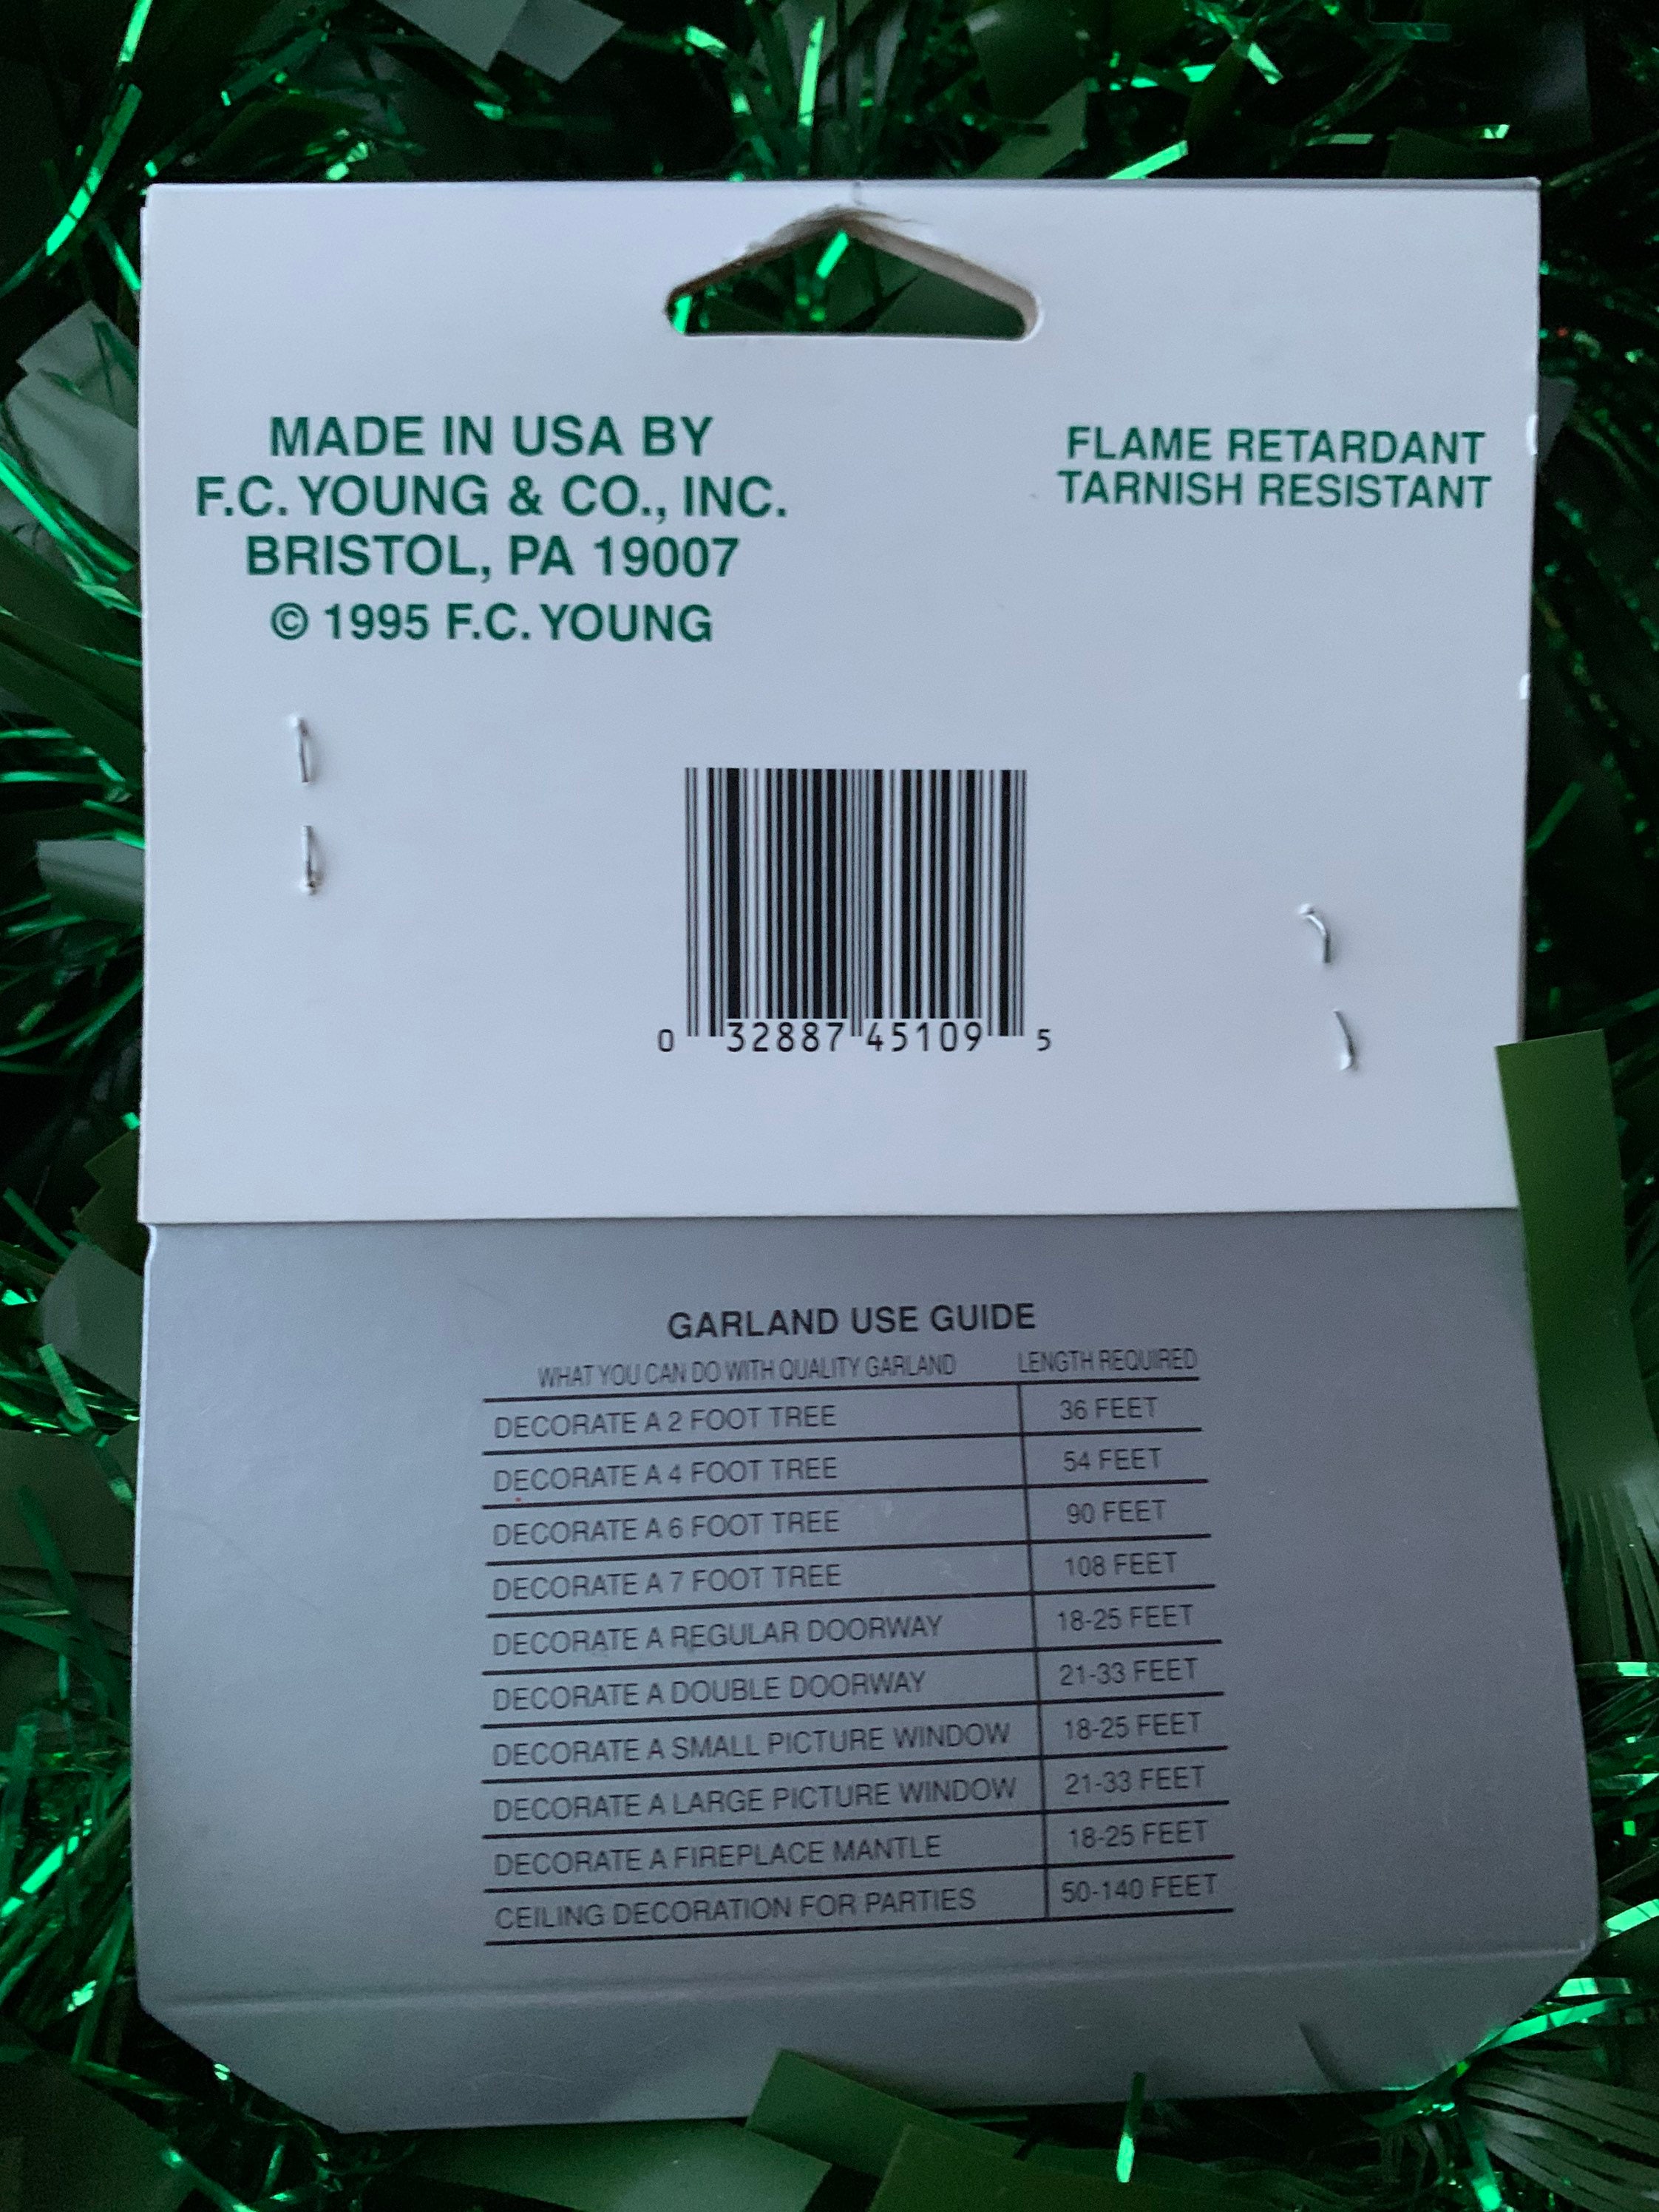 MADE IN USA BY
F.C. YOUNG & CO., INC.
BRISTOL, PA 19007
© 1995 F.C. YOUNG
FLAME RETARDANT
TARNISH RESISTANT
0 32887 45109 5
GARLAND USE GUIDE
WHAT YOU CAN DO WITH QUALITY GARLAND LENGTH REQUIRED
DECORATE A 2 FOOT TREE 36 FEET
DECORATE A 4 FOOT TREE 54 FEET
DECORATE A 6 FOOT TREE 90 FEET
DECORATE A 7 FOOT TREE 108 FEET
DECORATE A REGULAR DOORWAY 18-25 FEET
DECORATE A DOUBLE DOORWAY 21-33 FEET
DECORATE A SMALL PICTURE WINDOW 18-25 FEET
DECORATE A LARGE PICTURE WINDOW 21-33 FEET
DECORATE A FIREPLACE MANTLE 18-25 FEET
CEILING DECORATION FOR PARTIES 50-140 FEET